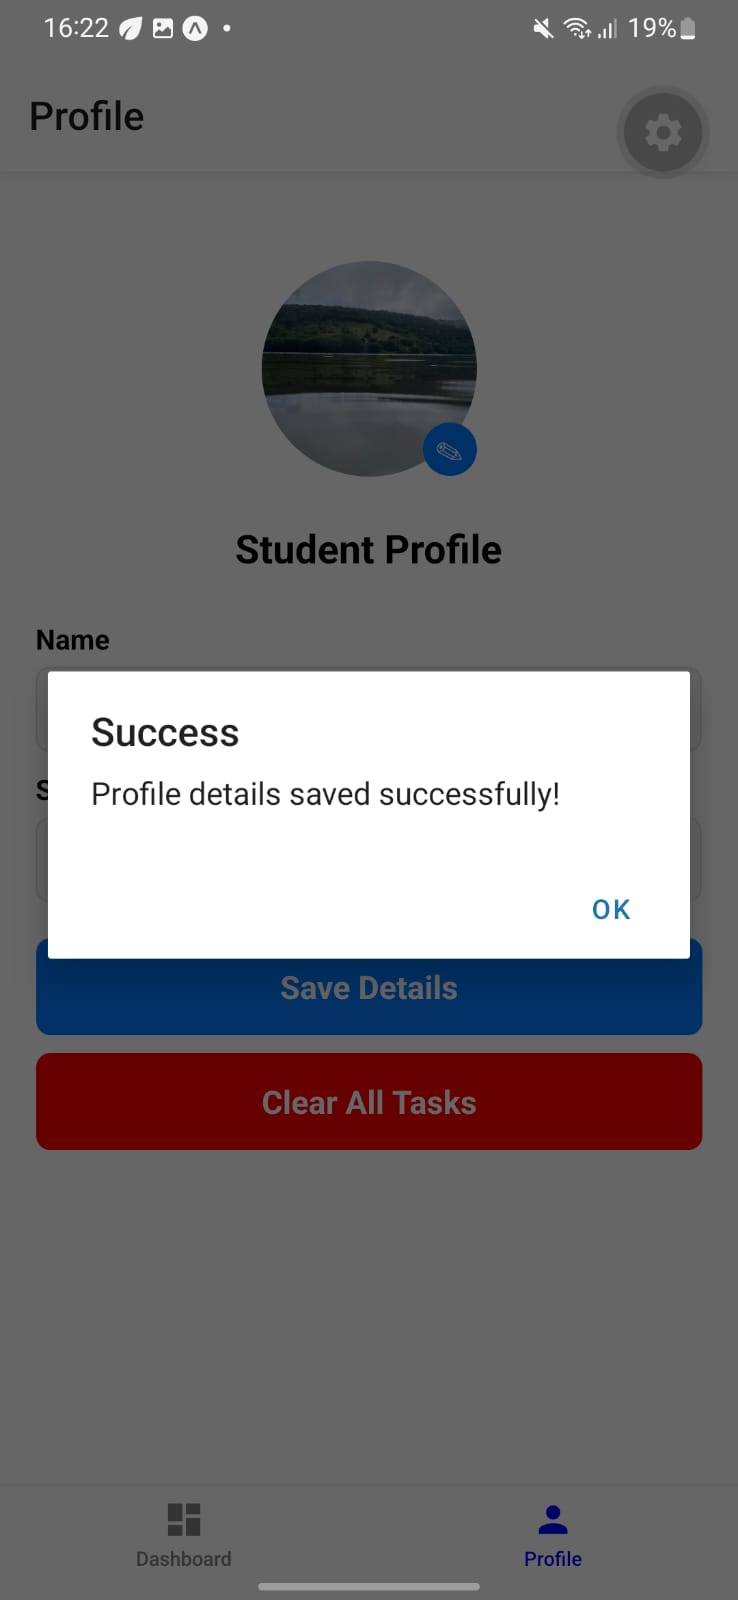 16:22 19%
Profile
Student Profile
Name
S
Success
Profile details saved successfully!
OK
Save Details
Clear All Tasks
Dashboard Profile